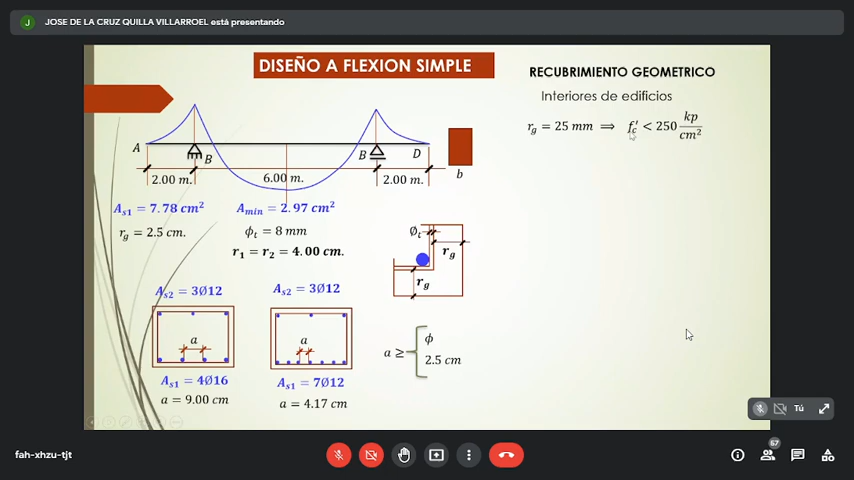 J JOSE DE LA CRUZ QUILLA VILLARROEL está presentando
DISEÑO A FLEXION SIMPLE
RECUBRIMIENTO GEOMETRICO
Interiores de edificios
r_g = 25 mm ⟹ f_c′ < 250 kp/cm²
A B B D
b
2.00 m. 6.00 m. 2.00 m.
A_s1 = 7.78 cm² A_min = 2.97 cm²
r_g = 2.5 cm. ϕ_t = 8 mm
r_1 = r_2 = 4.00 cm.
Ø_t
r_g
r_g
A_s2 = 3Ø12 A_s2 = 3Ø12
a a
a ≥ { ϕ
2.5 cm
A_s1 = 4Ø16 A_s1 = 7Ø12
a = 9.00 cm a = 4.17 cm
Tú
fah-xhzu-tjt
67